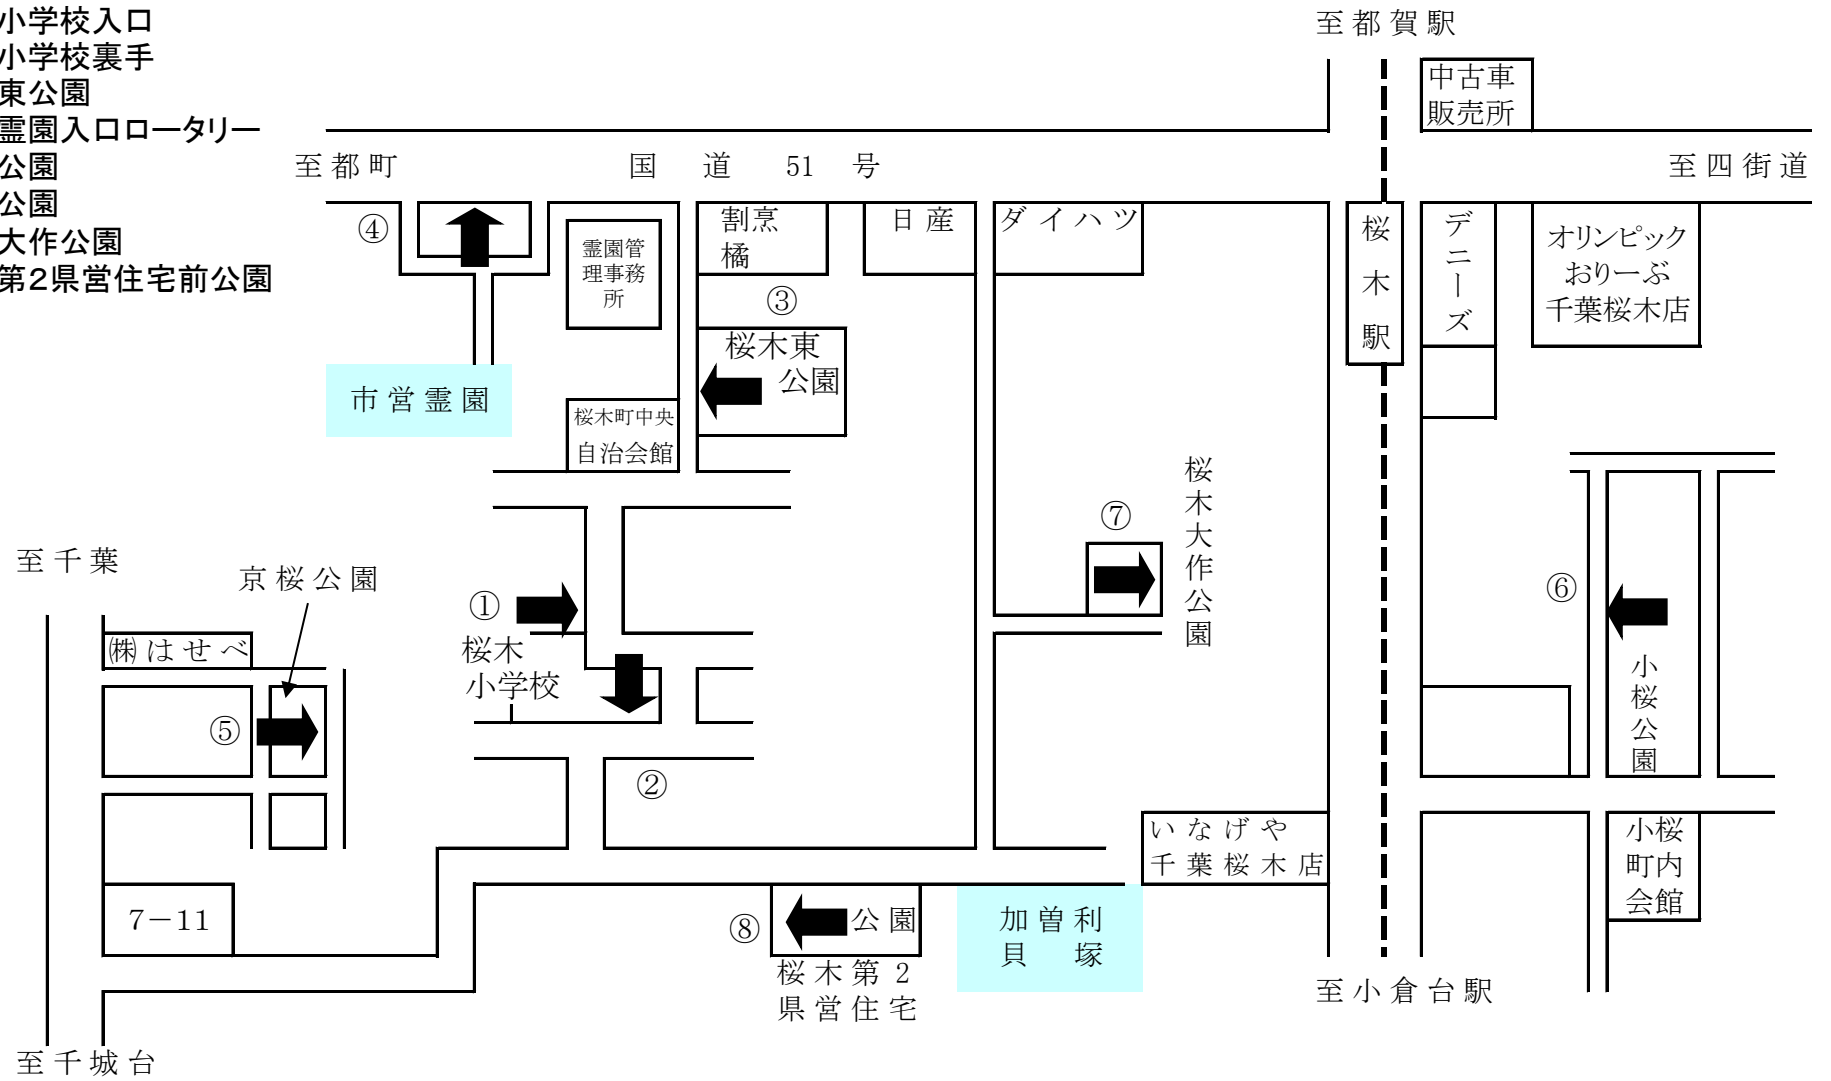 小学校入口
小学校裏手
東公園
霊園入口ロータリー
公園
公園
大作公園
第2県営住宅前公園
至都賀駅
中古車
販売所
至都町
国道51号
至四街道
④
霊園管
理事務
所
割烹
橘
日産
ダイハツ
桜木駅
デニーズ
オリンピック
おりーぶ
千葉桜木店
③
桜木東
公園
市営霊園
桜木町中央
自治会館
⑦
桜木大作公園
至千葉
京桜公園
①
⑥
㈱はせべ
桜木
小学校
小桜公園
⑤
②
いなげや
千葉桜木店
小桜
町内
会館
7－11
⑧
公園
加曽利
貝塚
桜木第2
県営住宅
至小倉台駅
至千城台